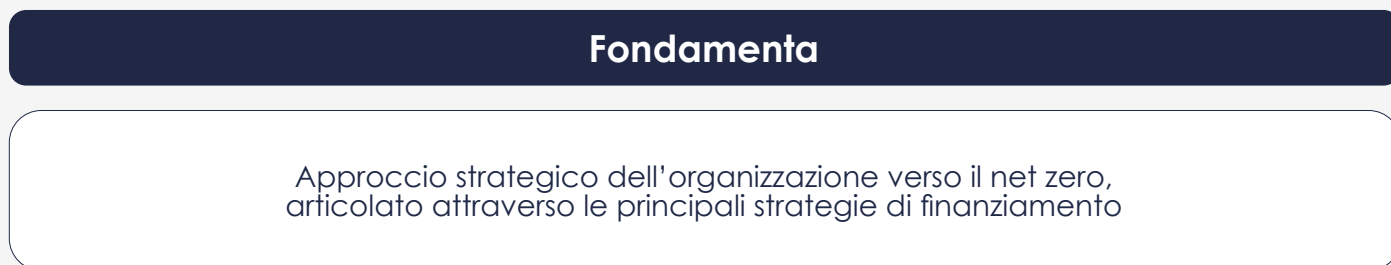 Fondamenta
Approccio strategico dell’organizzazione verso il net zero,
articolato attraverso le principali strategie di finanziamento